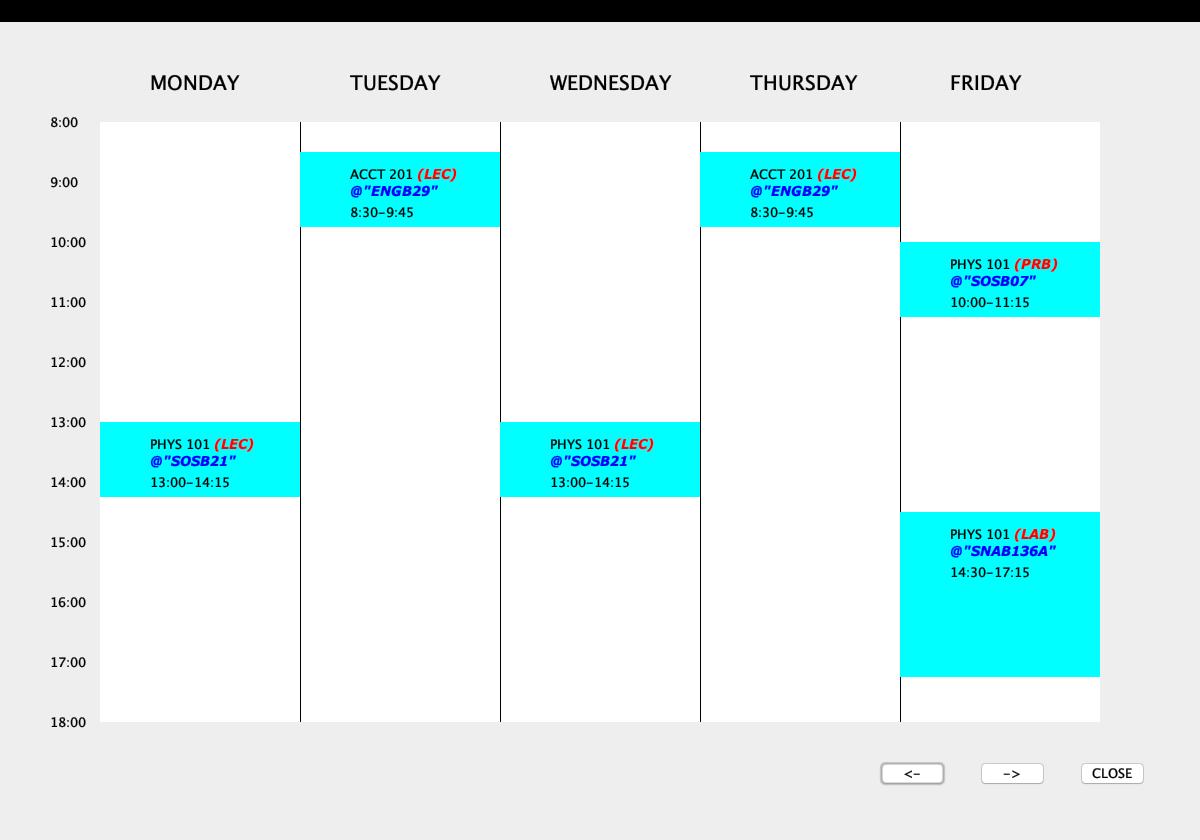 MONDAY TUESDAY WEDNESDAY THURSDAY FRIDAY
8:00
ACCT 201 (LEC)
@"ENGB29"
8:30-9:45
ACCT 201 (LEC)
@"ENGB29"
8:30-9:45
9:00
10:00
PHYS 101 (PRB)
@"SOSB07"
10:00-11:15
11:00
12:00
13:00
PHYS 101 (LEC)
@"SOSB21"
13:00-14:15
PHYS 101 (LEC)
@"SOSB21"
13:00-14:15
14:00
PHYS 101 (LAB)
@"SNAB136A"
14:30-17:15
15:00
16:00
17:00
18:00
<- -> CLOSE